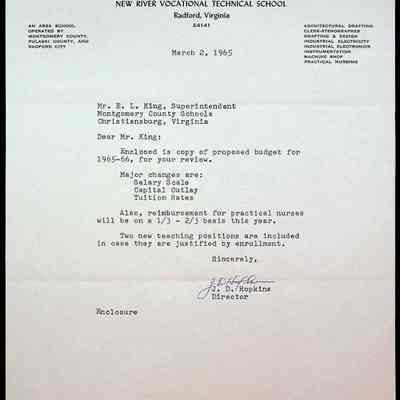 NEW RIVER VOCATIONAL TECHNICAL SCHOOL
Radford, Virginia
24141
AN AREA SCHOOL
OPERATED BY
MONTGOMERY COUNTY,
PULASKI COUNTY, AND
RADFORD CITY
ARCHITECTURAL DRAFTING
CLERK-STENOGRAPHER
DRAFTING & DESIGN
INDUSTRIAL ELECTRICITY
INDUSTRIAL ELECTRONICS
INSTRUMENTATION
MACHINE SHOP
PRACTICAL NURSING
March 2, 1965
Mr. E. L. King, Superintendent
Montgomery County Schools
Christiansburg, Virginia
Dear Mr. King:
Enclosed is copy of proposed budget for
1965-66, for your review.
Major changes are:
Salary Scale
Capital Outlay
Tuition Rates
Also, reimbursement for practical nurses
will be on a 1/3 - 2/3 basis this year.
Two new teaching positions are included
in case they are justified by enrollment.
Sincerely,
J D Hopkins
J. D. Hopkins
Director
Enclosure